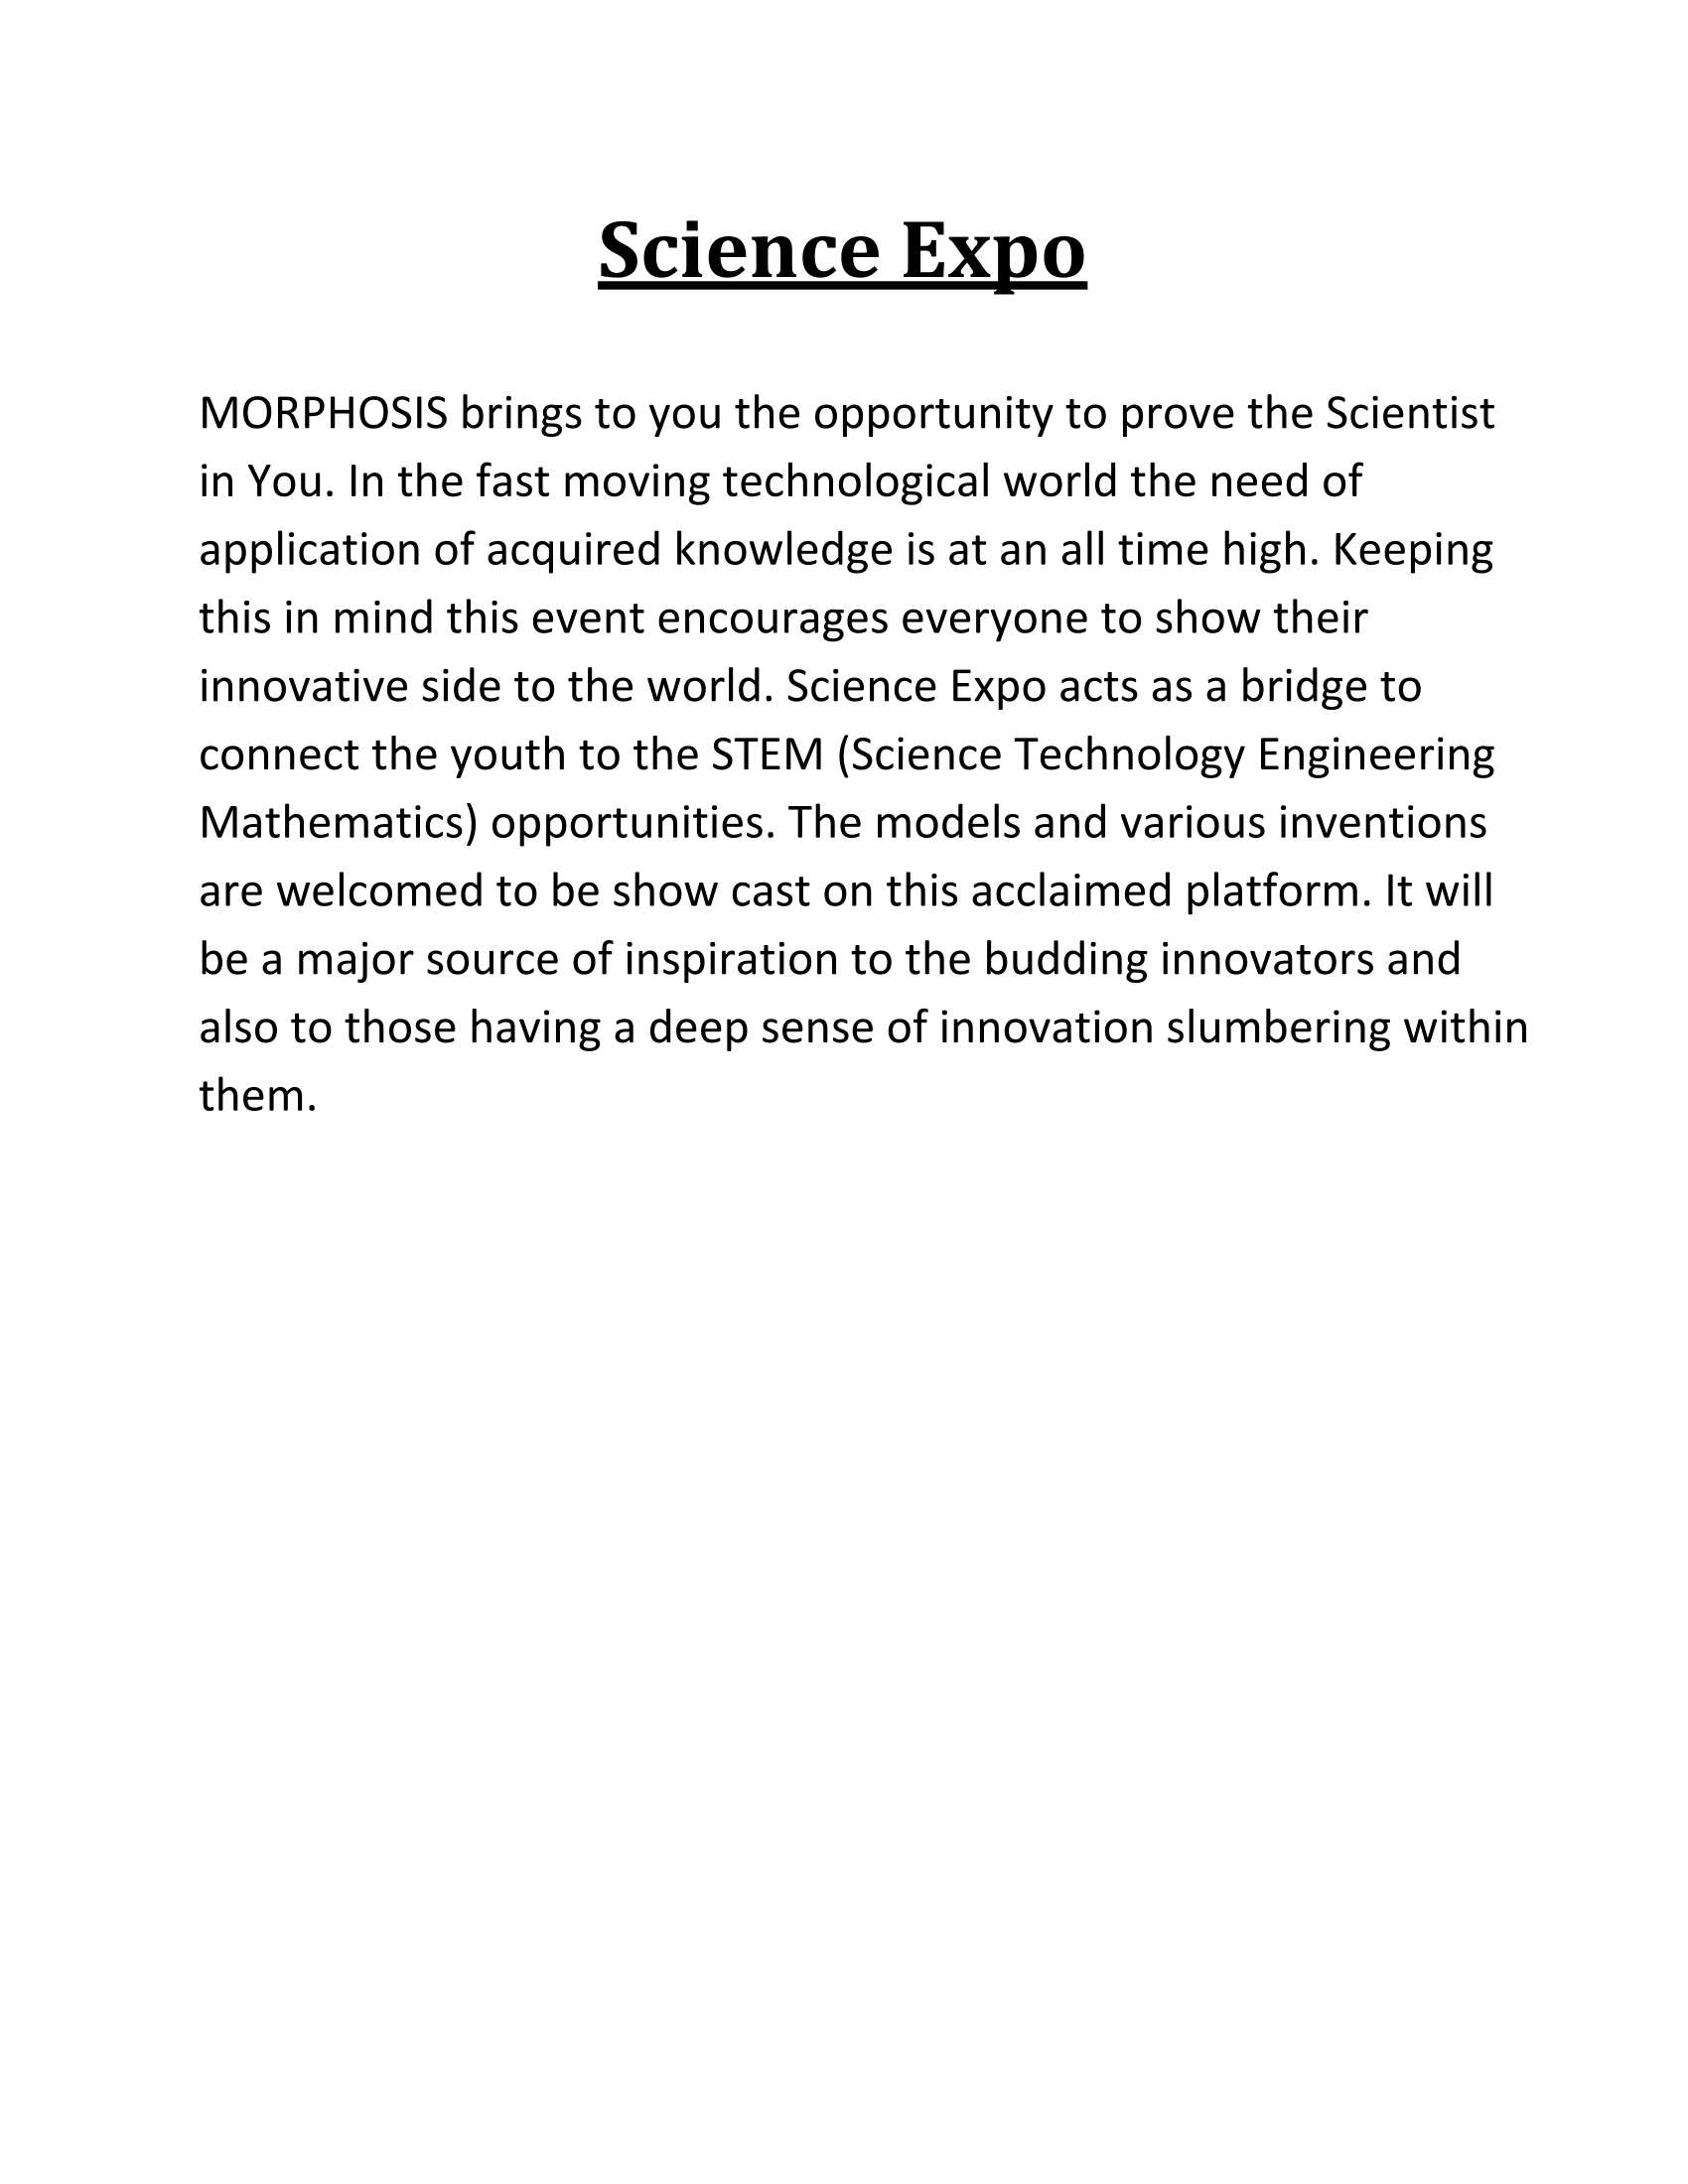 Science Expo
MORPHOSIS brings to you the opportunity to prove the Scientist
in You. In the fast moving technological world the need of
application of acquired knowledge is at an all time high. Keeping
this in mind this event encourages everyone to show their
innovative side to the world. Science Expo acts as a bridge to
connect the youth to the STEM (Science Technology Engineering
Mathematics) opportunities. The models and various inventions
are welcomed to be show cast on this acclaimed platform. It will
be a major source of inspiration to the budding innovators and
also to those having a deep sense of innovation slumbering within
them.